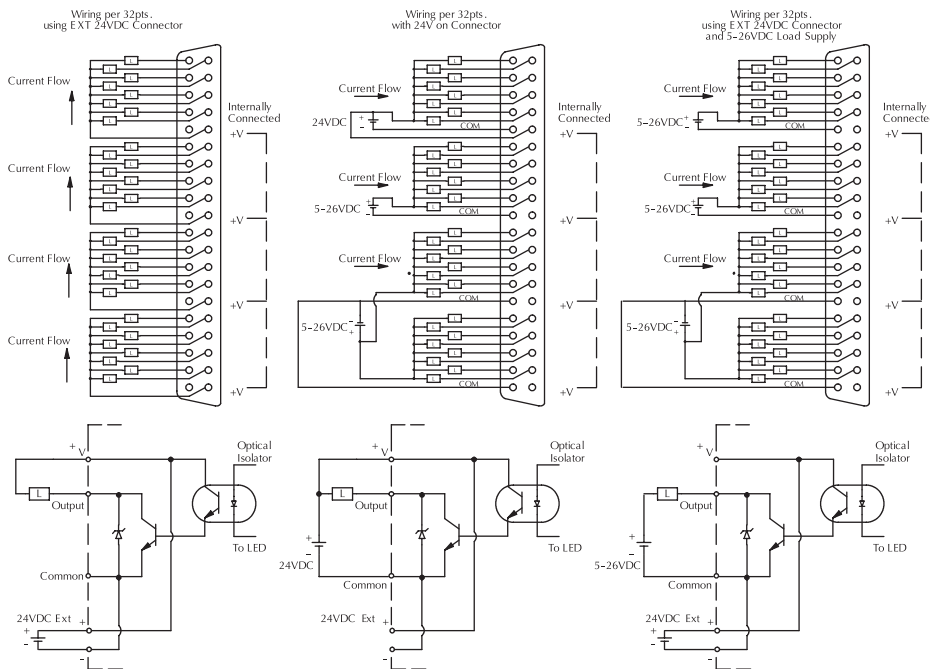 Wiring per 32pts.
using EXT 24VDC Connector
Wiring per 32pts.
with 24V on Connector
Wiring per 32pts.
using EXT 24VDC Connector
and 5-26VDC Load Supply
Current Flow
L
L
L
L
L
L
L
L
Internally
Connected
+V
Current Flow
L
L
L
L
L
L
L
L
+V
Current Flow
L
L
L
L
L
L
L
L
+V
Current Flow
L
L
L
L
L
L
L
L
+V
Current Flow
L
L
L
L
L
L
L
L
24VDC
+
-
COM
Internally
Connected
+V
Current Flow
L
L
L
L
L
L
L
L
5-26VDC
+
-
COM
+V
Current Flow
L
L
L
L
L
L
L
L
COM
+V
5-26VDC
-
+
L
L
L
L
L
L
L
L
COM
+V
Current Flow
L
L
L
L
L
L
L
L
5-26VDC
+
-
COM
Internally
Connecte
+V
Current Flow
L
L
L
L
L
L
L
L
5-26VDC
+
-
COM
+V
Current Flow
L
L
L
L
L
L
L
L
COM
+V
5-26VDC
-
+
L
L
L
L
L
L
L
L
COM
+V
+ V
Optical
Isolator
L
Output
To LED
Common
24VDC Ext
+
+
-
-
+ V
Optical
Isolator
L
Output
+
-
24VDC
To LED
Common
24VDC Ext
+
-
+ V
Optical
Isolator
L
Output
+
-
5-26VDC
To LED
Common
24VDC Ext
+
+
-
-